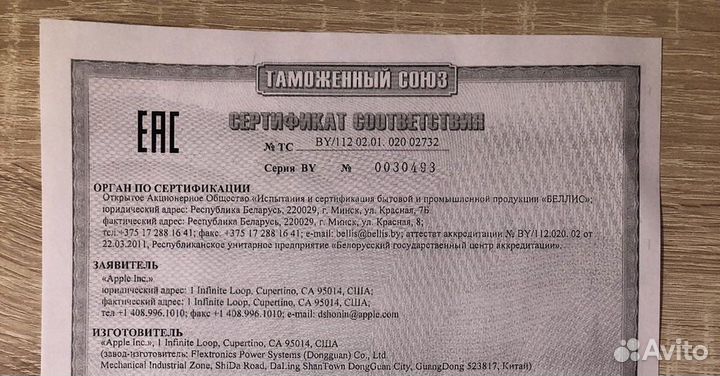 ТАМОЖЕННЫЙ СОЮЗ
ЕАС
СЕРТИФИКАТ СООТВЕТСТВИЯ
№ ТС BY/112 02.01. 020 02732
Серия BY № 0030493
ОРГАН ПО СЕРТИФИКАЦИИ
Открытое Акционерное Общество «Испытания и сертификация бытовой и промышленной продукции «БЕЛЛИС»;
юридический адрес: Республика Беларусь, 220029, г. Минск, ул. Красная, 7Б
фактический адрес: Республика Беларусь, 220029, г. Минск, ул. Красная, 8;
тел.+375 17 288 16 41; факс. +375 17 288 16 41; e-mail: bellis@bellis.by; аттестат аккредитации № BY/112.020. 02 от
22.03.2011, Республиканское унитарное предприятие «Белорусский государственный центр аккредитации».
ЗАЯВИТЕЛЬ
«Apple Inc.»
юридический адрес: 1 Infinite Loop, Cupertino, CA 95014, США;
фактический адрес: 1 Infinite Loop, Cupertino, CA 95014, США;
тел +1 408.996.1010; факс +1 408.996.1010; e-mail: dshonin@apple.com
ИЗГОТОВИТЕЛЬ
«Apple Inc.», 1 Infinite Loop, Cupertino, CA 95014, США
(завод-изготовитель: Flextronics Power Systems (Dongguan) Co., Ltd.
Mechanical Industrial Zone, ShiDa Road, DaLing ShanTown DongGuan City, GuangDong 523817, Китай)
Avito